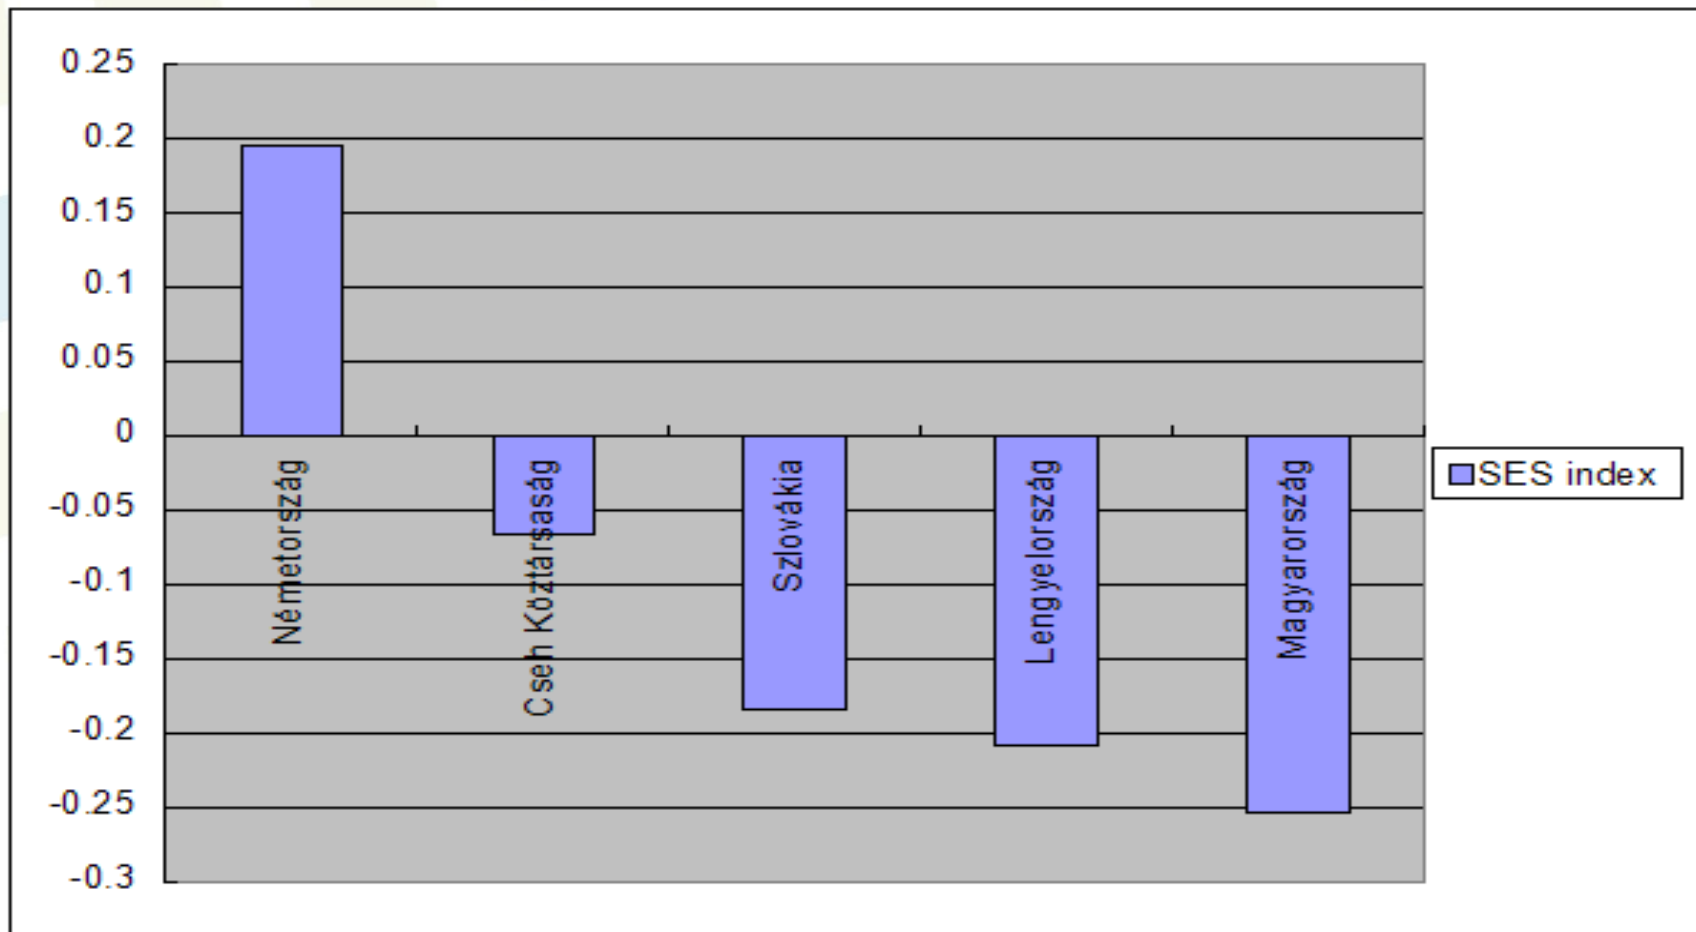 0.25
0.2
0.15
0.1
0.05
0
-0.05
-0.1
-0.15
-0.2
-0.25
-0.3
Németország
Cseh Köztársaság
Szlovákia
Lengyelország
Magyarország
SES index